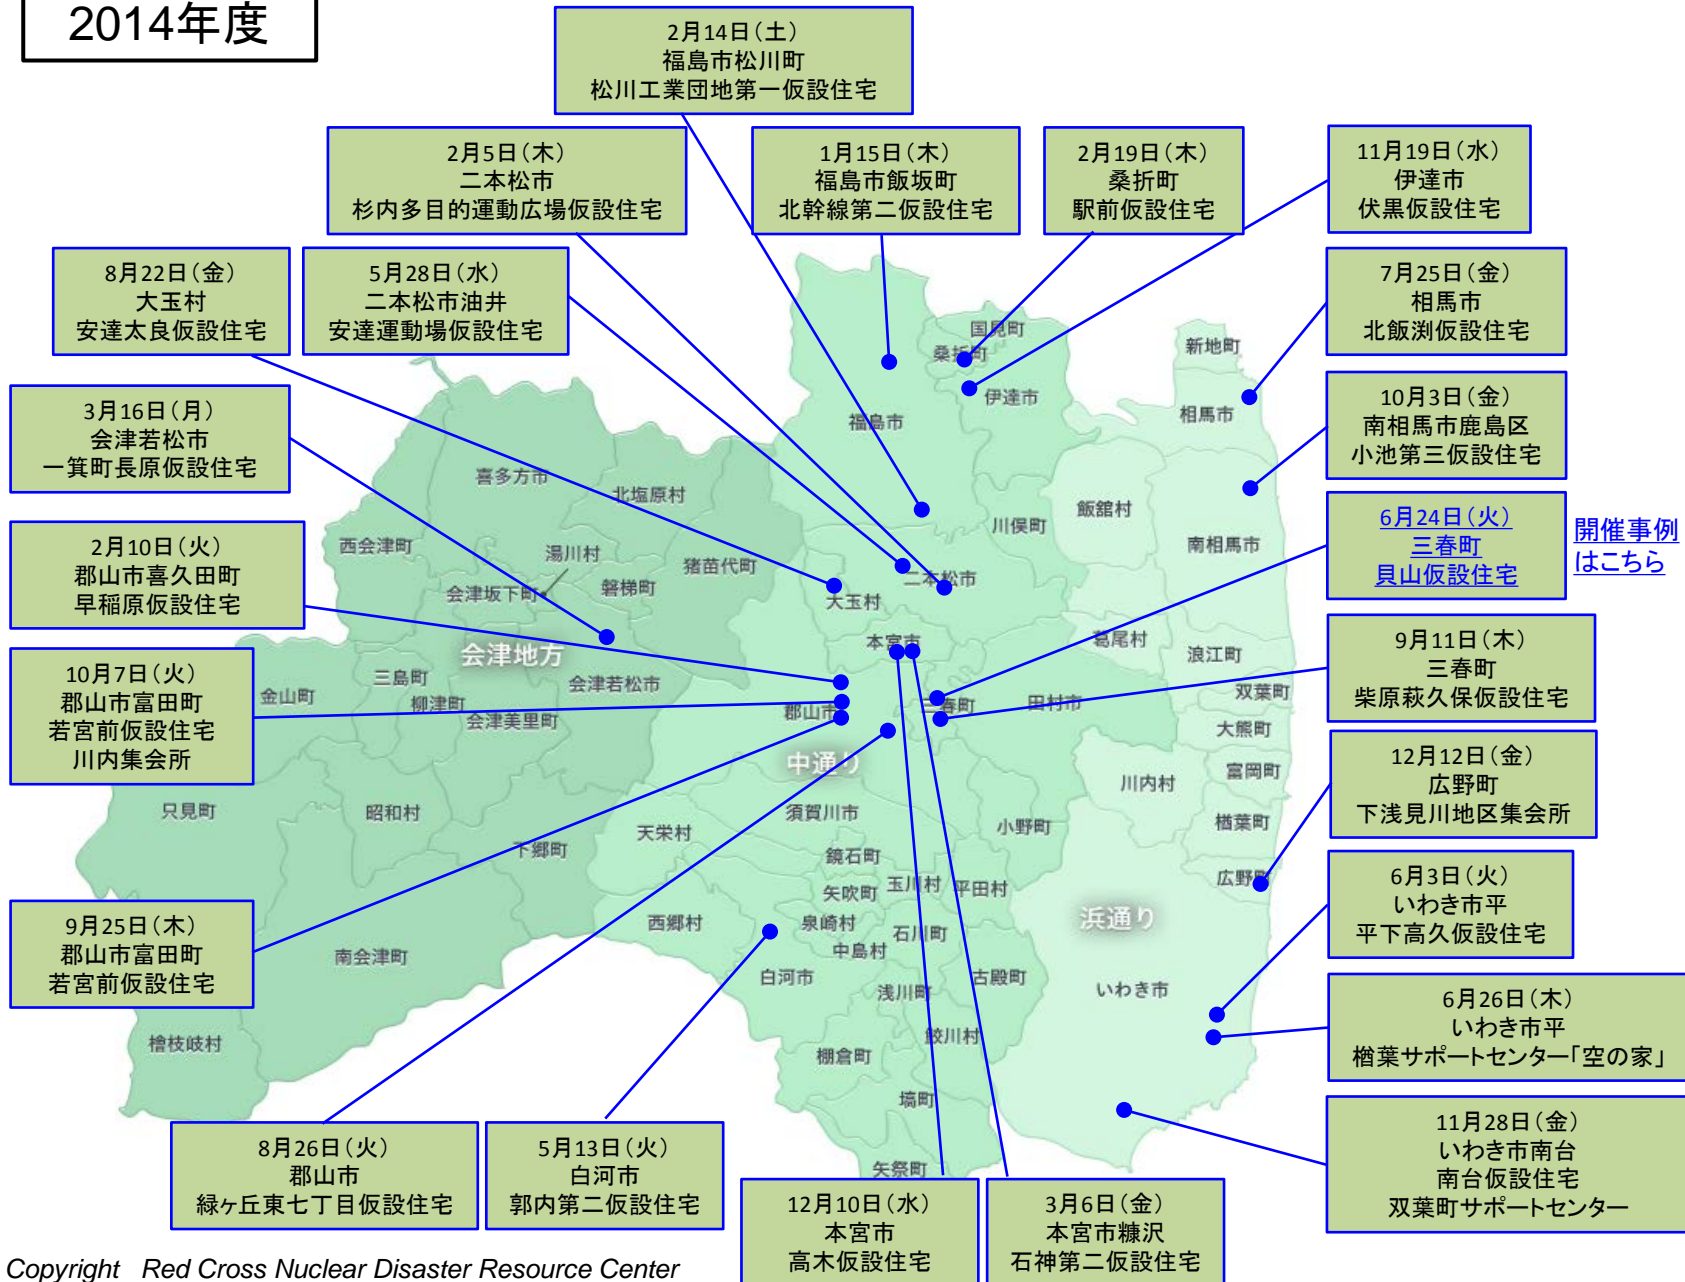 2014年度
2月14日(土)
福島市松川町
松川工業団地第一仮設住宅
2月5日(木)
二本松市
杉内多目的運動広場仮設住宅
1月15日(木)
福島市飯坂町
北幹線第二仮設住宅
2月19日(木)
桑折町
駅前仮設住宅
11月19日(水)
伊達市
伏黒仮設住宅
8月22日(金)
大玉村
安達太良仮設住宅
5月28日(水)
二本松市油井
安達運動場仮設住宅
7月25日(金)
相馬市
北飯渕仮設住宅
3月16日(月)
会津若松市
一箕町長原仮設住宅
10月3日(金)
南相馬市鹿島区
小池第三仮設住宅
2月10日(火)
郡山市喜久田町
早稲原仮設住宅
6月24日(火)
三春町
貝山仮設住宅
開催事例
はこちら
10月7日(火)
郡山市富田町
若宮前仮設住宅
川内集会所
9月11日(木)
三春町
柴原萩久保仮設住宅
12月12日(金)
広野町
下浅見川地区集会所
9月25日(木)
郡山市富田町
若宮前仮設住宅
6月3日(火)
いわき市平
平下高久仮設住宅
6月26日(木)
いわき市平
楢葉サポートセンター「空の家」
8月26日(火)
郡山市
緑ヶ丘東七丁目仮設住宅
5月13日(火)
白河市
郭内第二仮設住宅
12月10日(水)
本宮市
高木仮設住宅
3月6日(金)
本宮市糠沢
石神第二仮設住宅
11月28日(金)
いわき市南台
南台仮設住宅
双葉町サポートセンター
国見町
桑折町
新地町
伊達市
相馬市
福島市
喜多方市
北塩原村
飯舘村
川俣町
南相馬市
西会津町
湯川村
猪苗代町
二本松市
会津坂下町
磐梯町
大玉村
本宮市
葛尾村
浪江町
会津地方
三島町
会津若松市
金山町
柳津町
会津美里町
郡山市
三春町
田村市
双葉町
大熊町
中通り
川内村
富岡町
只見町
昭和村
須賀川市
天栄村
小野町
楢葉町
下郷町
鏡石町
矢吹町
玉川村
平田村
広野町
西郷村
泉崎村
石川町
浜通り
中島村
南会津町
白河市
浅川町
古殿町
いわき市
檜枝岐村
棚倉町
鮫川村
塙町
矢祭町
Copyright Red Cross Nuclear Disaster Resource Center